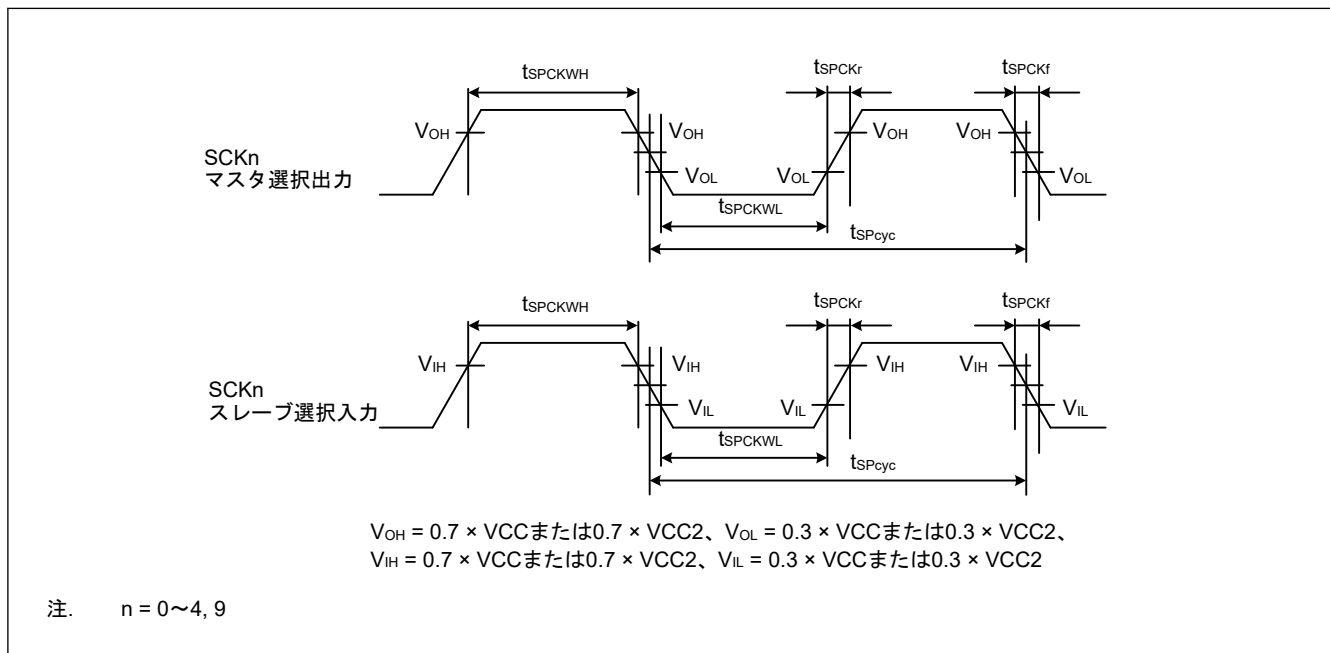 tSPCKWH
tSPCKr
tSPCKf
VOH
VOH
VOH
VOH
SCKn
マスタ選択出力
VOL
VOL
VOL
tSPCKWL
tSPcyc
tSPCKWH
tSPCKr
tSPCKf
VIH
VIH
VIH
VIH
SCKn
スレーブ選択入力
VIL
VIL
VIL
tSPCKWL
tSPcyc
VOH = 0.7 × VCCまたは0.7 × VCC2、VOL = 0.3 × VCCまたは0.3 × VCC2、
VIH = 0.7 × VCCまたは0.7 × VCC2、VIL = 0.3 × VCCまたは0.3 × VCC2
注. n = 0～4, 9